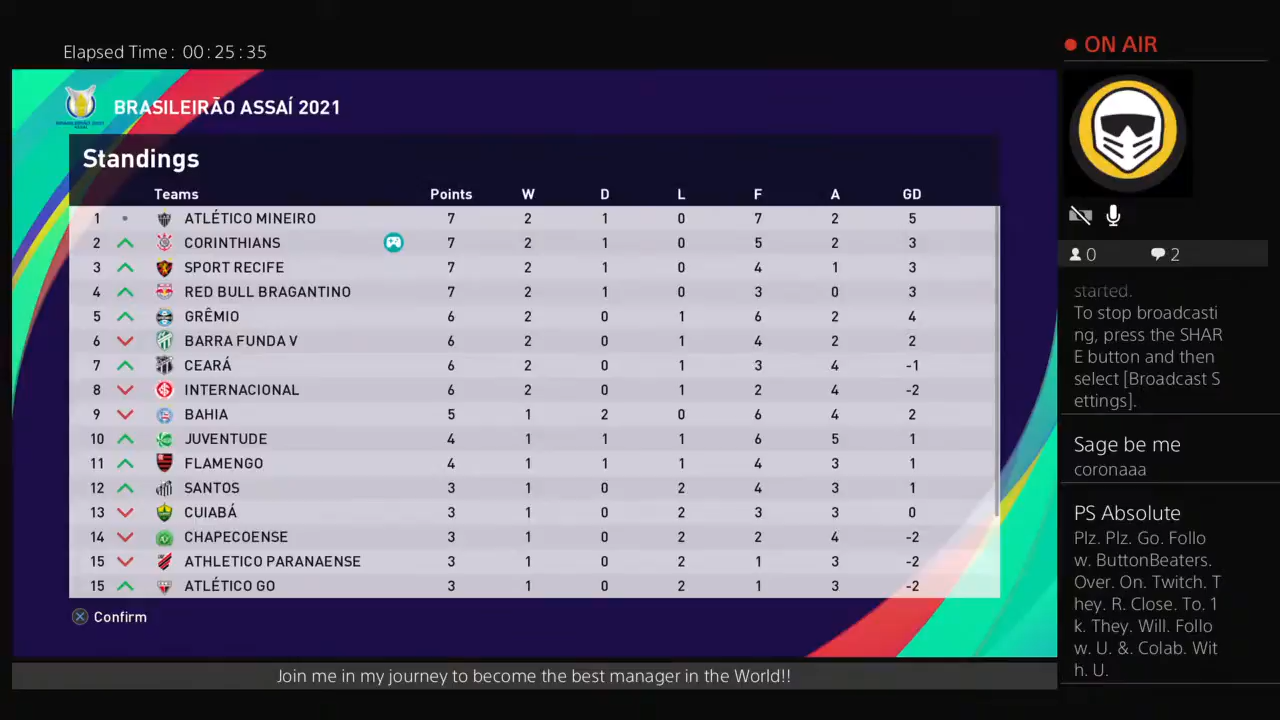 Elapsed Time: 00:25:35
BRASILEIRÃO ASSAÍ 2021
Standings
Teams Points W D L F A GD
1 ATLÉTICO MINEIRO 7 2 1 0 7 2 5
2 CORINTHIANS 7 2 1 0 5 2 3
3 SPORT RECIFE 7 2 1 0 4 1 3
4 RED BULL BRAGANTINO 7 2 1 0 3 0 3
5 GRÊMIO 6 2 0 1 6 2 4
6 BARRA FUNDA V 6 2 0 1 4 2 2
7 CEARÁ 6 2 0 1 3 4 -1
8 INTERNACIONAL 6 2 0 1 2 4 -2
9 BAHIA 5 1 2 0 6 4 2
10 JUVENTUDE 4 1 1 1 6 5 1
11 FLAMENGO 4 1 1 1 4 3 1
12 SANTOS 3 1 0 2 4 3 1
13 CUIABÁ 3 1 0 2 3 3 0
14 CHAPECOENSE 3 1 0 2 2 4 -2
15 ATHLETICO PARANAENSE 3 1 0 2 1 3 -2
15 ATLÉTICO GO 3 1 0 2 1 3 -2
Confirm
Join me in my journey to become the best manager in the World!!
ON AIR
0 2
started.
To stop broadcasti
ng, press the SHAR
E button and then
select [Broadcast S
ettings].
Sage be me
coronaaa
PS Absolute
Plz. Plz. Go. Follo
w. ButtonBeaters.
Over. On. Twitch. T
hey. R. Close. To. 1
k. They. Will. Follo
w. U. &. Colab. Wit
h. U.